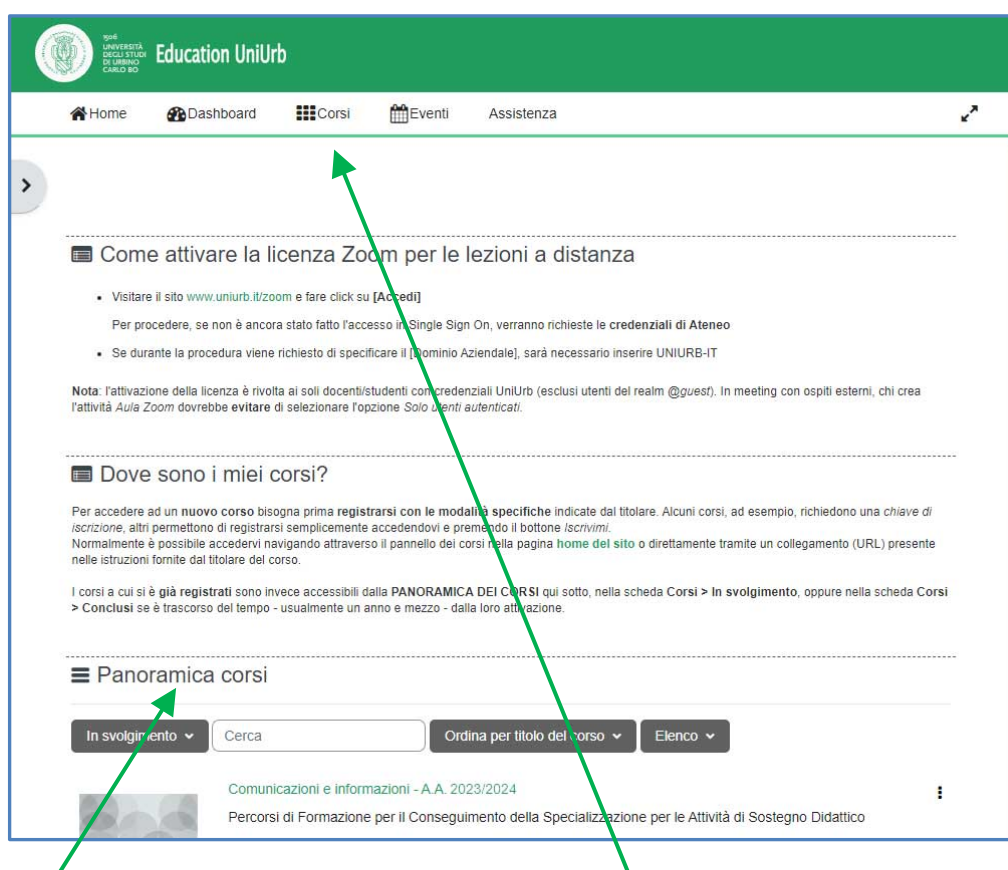 1506
UNIVERSITÀ
DEGLI STUDI
DI URBINO
CARLO BO
Education UniUrb
Home Dashboard Corsi Eventi Assistenza
Come attivare la licenza Zoom per le lezioni a distanza
• Visitare il sito www.uniurb.it/zoom e fare click su [Accedi]
Per procedere, se non è ancora stato fatto l'accesso in Single Sign On, verranno richieste le credenziali di Ateneo
• Se durante la procedura viene richiesto di specificare il [Dominio Aziendale], sarà necessario inserire UNIURB-IT
Nota: l'attivazione della licenza è rivolta ai soli docenti/studenti con credenziali UniUrb (esclusi utenti del realm @guest). In meeting con ospiti esterni, chi crea
l'attività Aula Zoom dovrebbe evitare di selezionare l'opzione Solo utenti autenticati.
Dove sono i miei corsi?
Per accedere ad un nuovo corso bisogna prima registrarsi con le modalità specifiche indicate dal titolare. Alcuni corsi, ad esempio, richiedono una chiave di
iscrizione, altri permettono di registrarsi semplicemente accedendovi e premendo il bottone Iscrivimi.
Normalmente è possibile accedervi navigando attraverso il pannello dei corsi nella pagina home del sito o direttamente tramite un collegamento (URL) presente
nelle istruzioni fornite dal titolare del corso.
I corsi a cui si è già registrati sono invece accessibili dalla PANORAMICA DEI CORSI qui sotto, nella scheda Corsi > In svolgimento, oppure nella scheda Corsi
> Conclusi se è trascorso del tempo - usualmente un anno e mezzo - dalla loro attivazione.
Panoramica corsi
In svolgimento Cerca Ordina per titolo del corso Elenco
Comunicazioni e informazioni - A.A. 2023/2024
Percorsi di Formazione per il Conseguimento della Specializzazione per le Attività di Sostegno Didattico